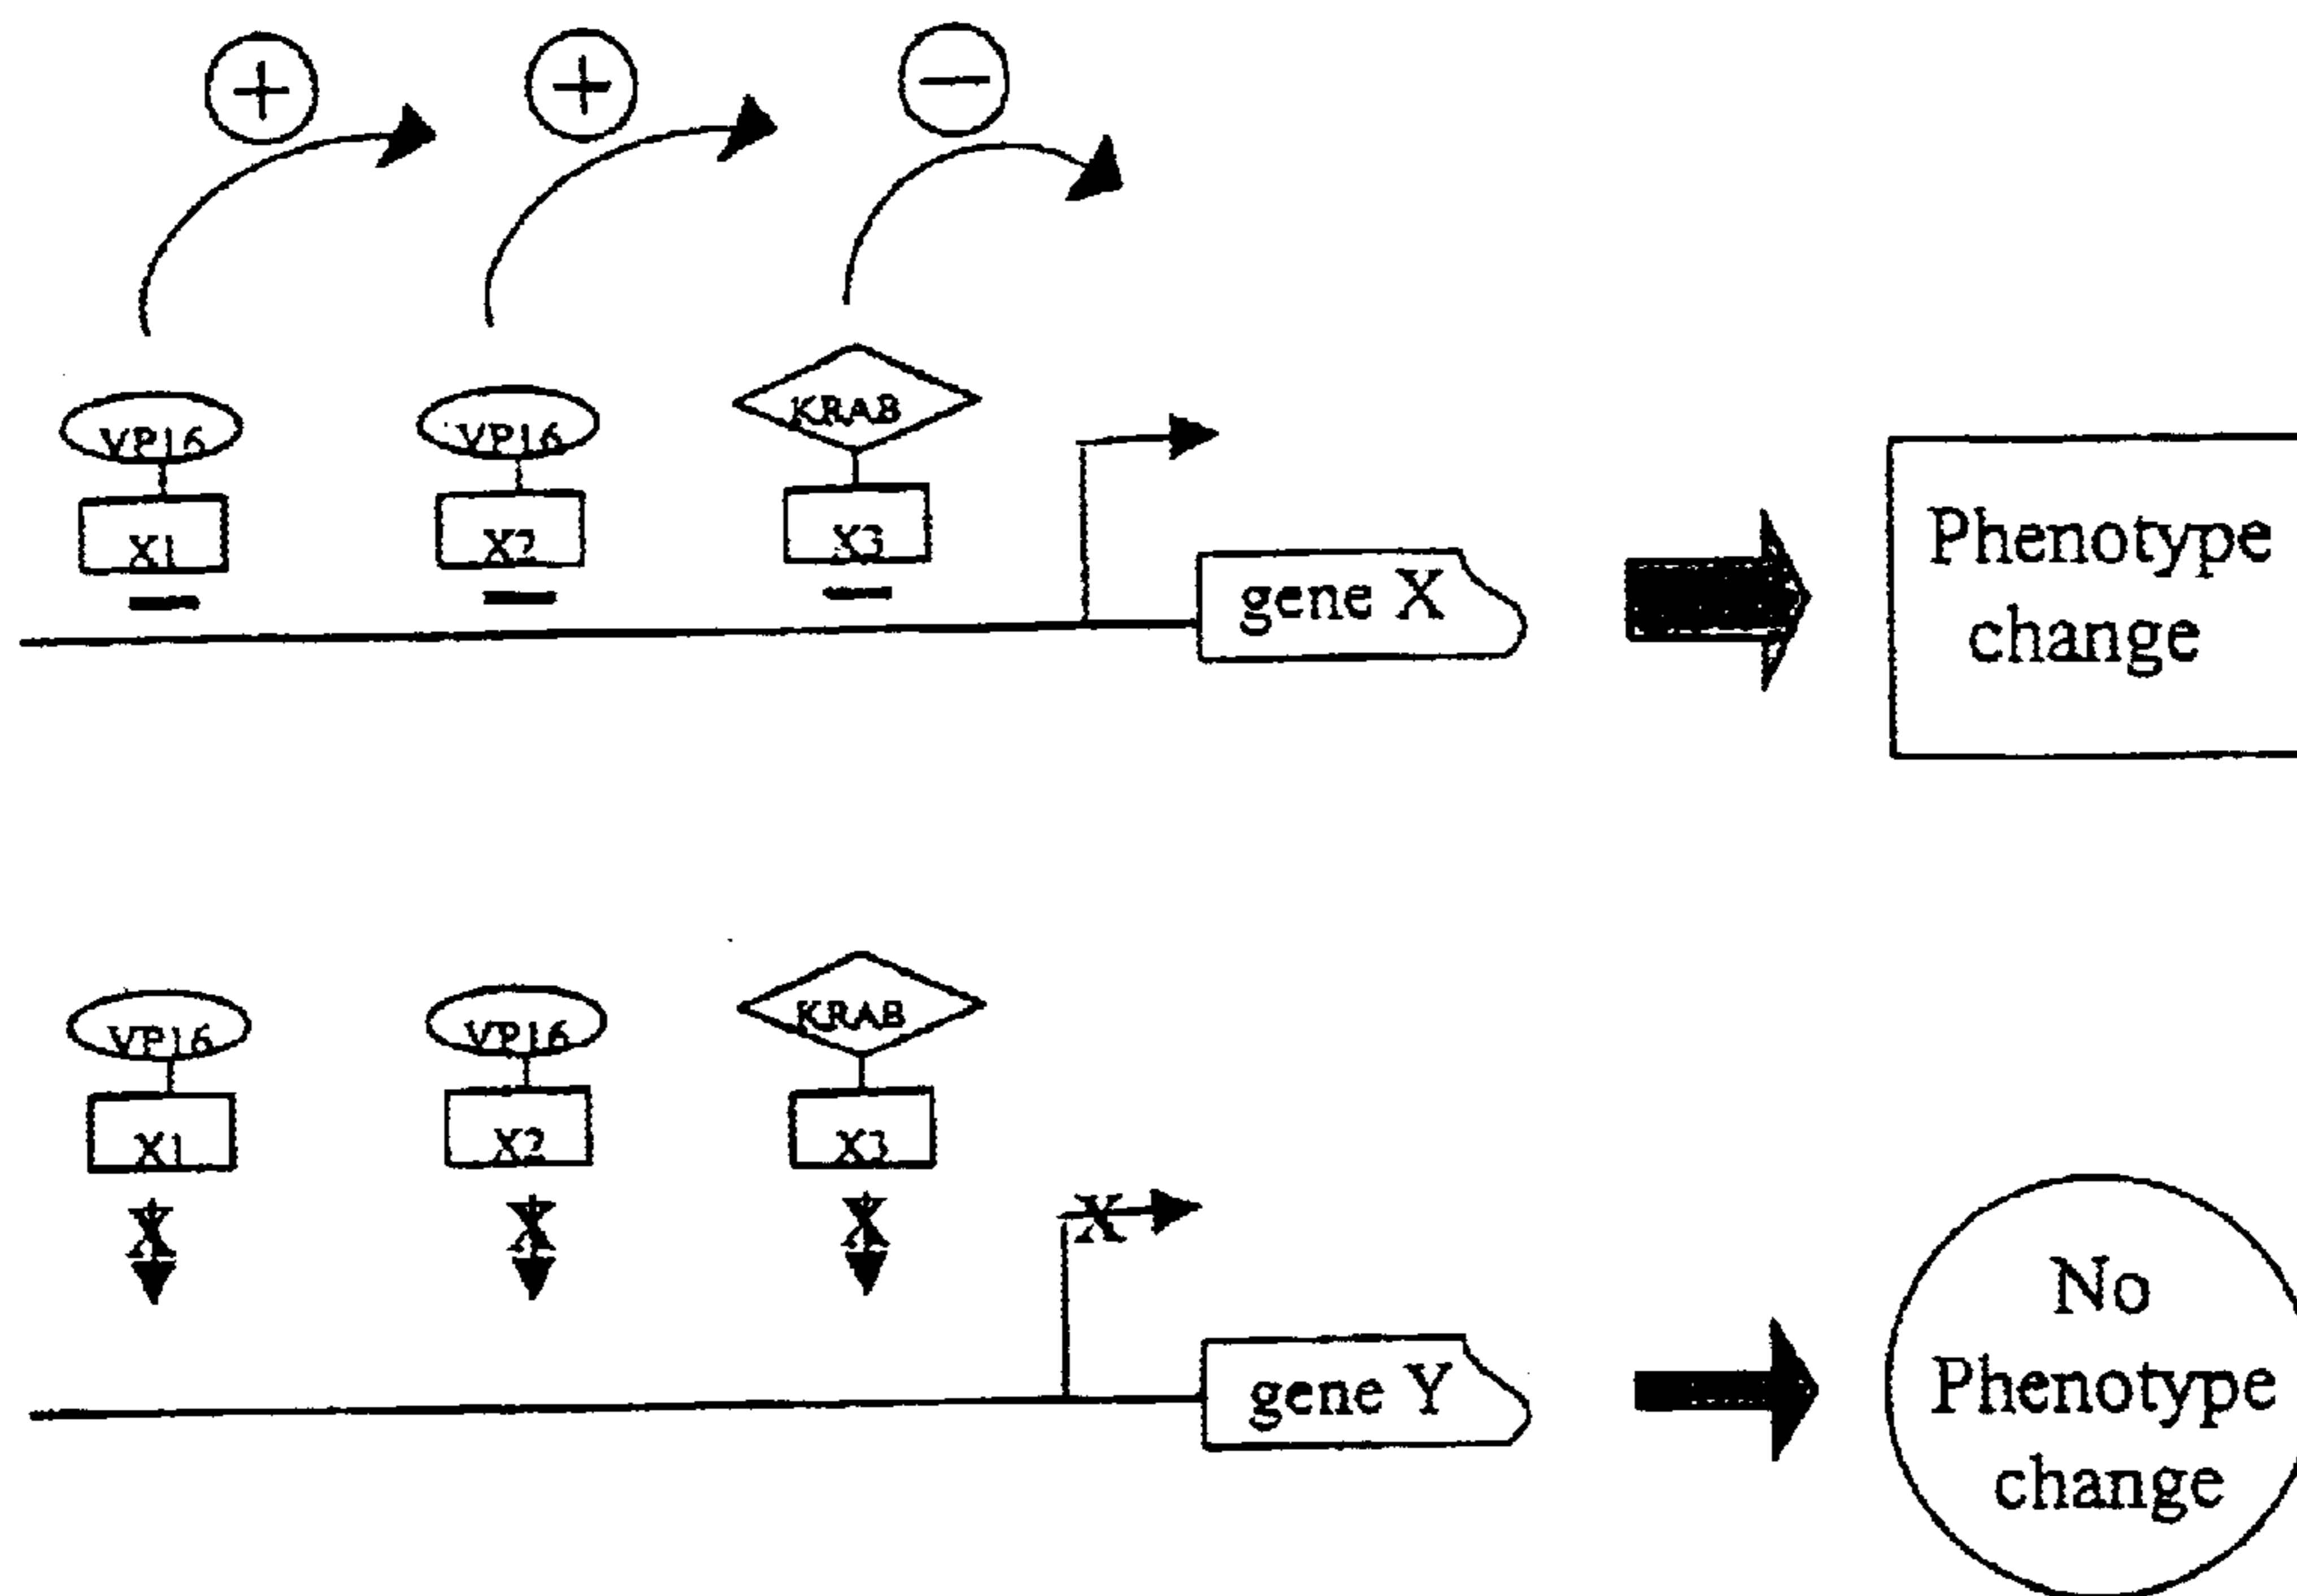 +
+
−
VP16
VP16
KRAB
X1
X2
X3
gene X
Phenotype
change
VP16
VP16
KRAB
X1
X2
X3
X
X
X
X
gene Y
No
Phenotype
change